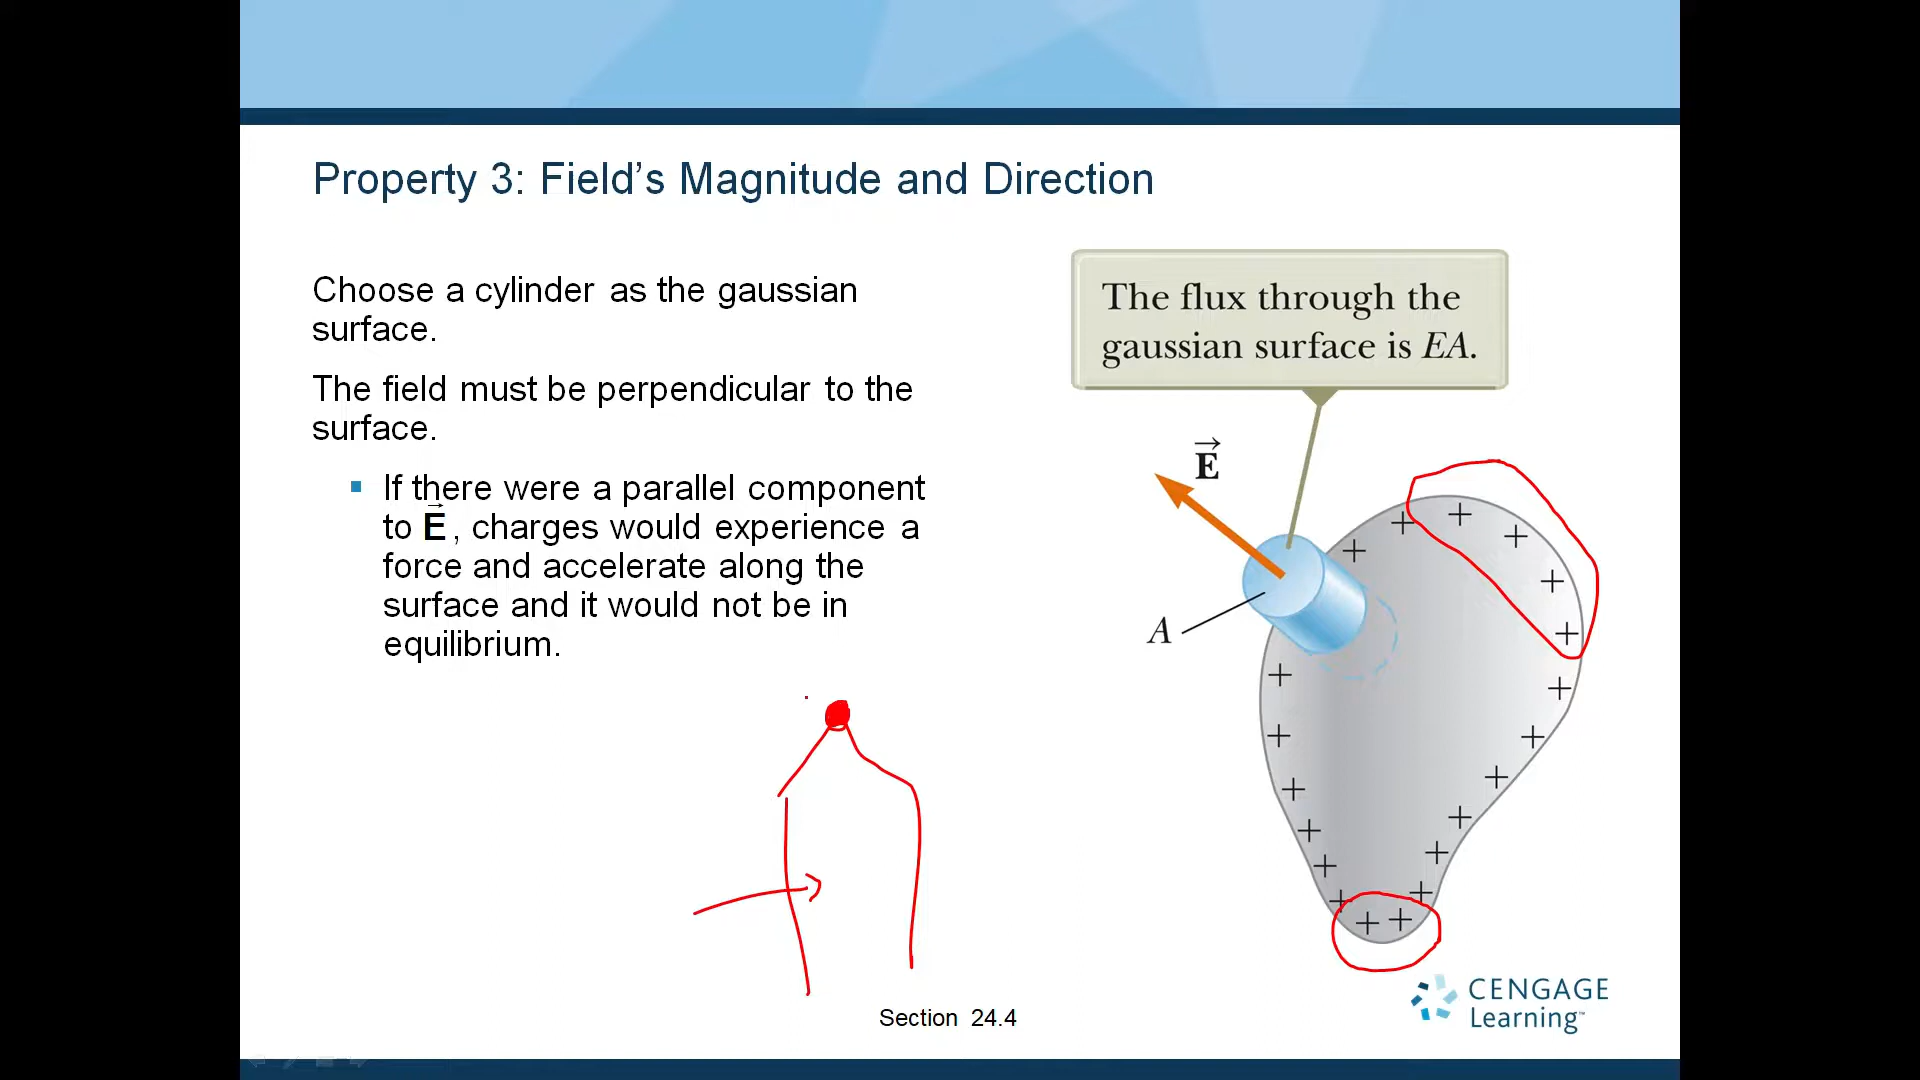 Property 3: Field’s Magnitude and Direction
Choose a cylinder as the gaussian
surface.
The field must be perpendicular to the
surface.
▪ If there were a parallel component
to E⃗, charges would experience a
force and accelerate along the
surface and it would not be in
equilibrium.
The flux through the
gaussian surface is EA.
E⃗
A
+ + + + + + + + + + + + + + + + + + + + + +
Section 24.4
CENGAGE
Learning™